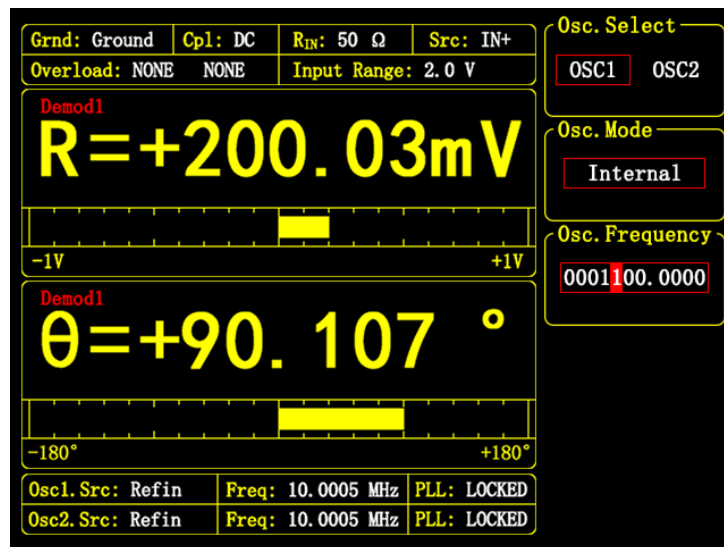 Grnd: Ground Cpl: DC R_IN: 50 Ω Src: IN+
Overload: NONE NONE Input Range: 2.0 V
Demod1
R=+200.03mV
-1V +1V
Demod1
θ=+90.107 °
-180° +180°
Osc1.Src: Refin Freq: 10.0005 MHz PLL: LOCKED
Osc2.Src: Refin Freq: 10.0005 MHz PLL: LOCKED
Osc.Select
OSC1 OSC2
Osc.Mode
Internal
Osc.Frequency
0001100.0000